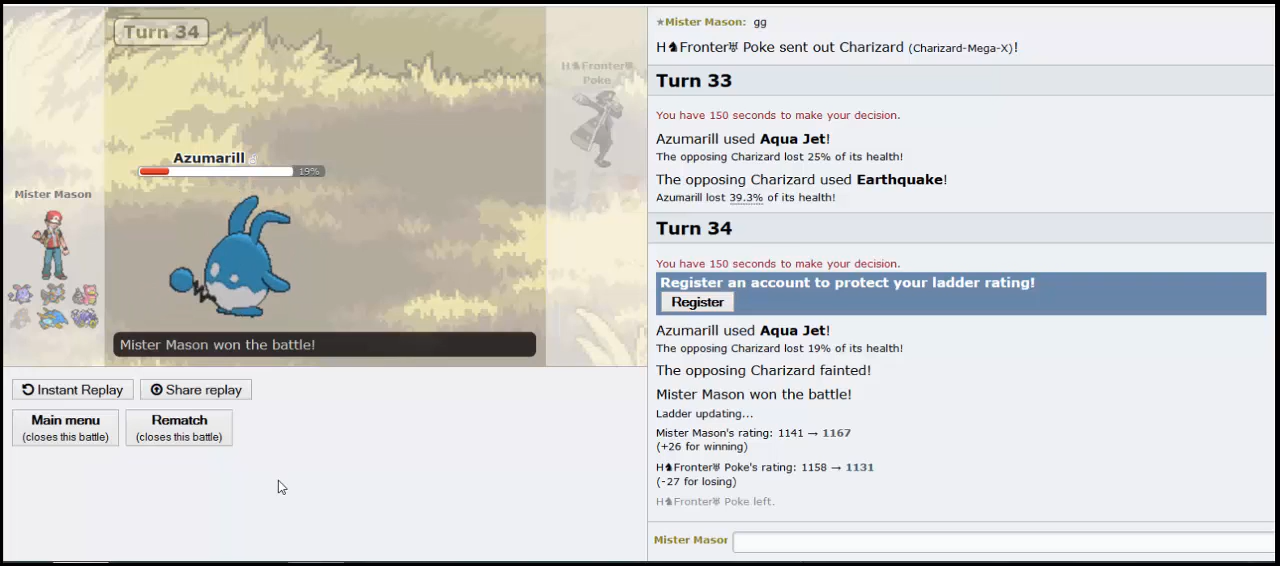 Turn 34
H♞Fronter♅
Poke
Azumarill
19%
Mister Mason
Mister Mason won the battle!
Instant Replay
Share replay
Main menu
(closes this battle)
Rematch
(closes this battle)
★Mister Mason: gg
H♞Fronter♅ Poke sent out Charizard (Charizard-Mega-X)!
Turn 33
You have 150 seconds to make your decision.
Azumarill used Aqua Jet!
The opposing Charizard lost 25% of its health!
The opposing Charizard used Earthquake!
Azumarill lost 39.3% of its health!
Turn 34
You have 150 seconds to make your decision.
Register an account to protect your ladder rating!
Register
Azumarill used Aqua Jet!
The opposing Charizard lost 19% of its health!
The opposing Charizard fainted!
Mister Mason won the battle!
Ladder updating...
Mister Mason's rating: 1141 → 1167
(+26 for winning)
H♞Fronter♅ Poke's rating: 1158 → 1131
(-27 for losing)
H♞Fronter♅ Poke left.
Mister Masor